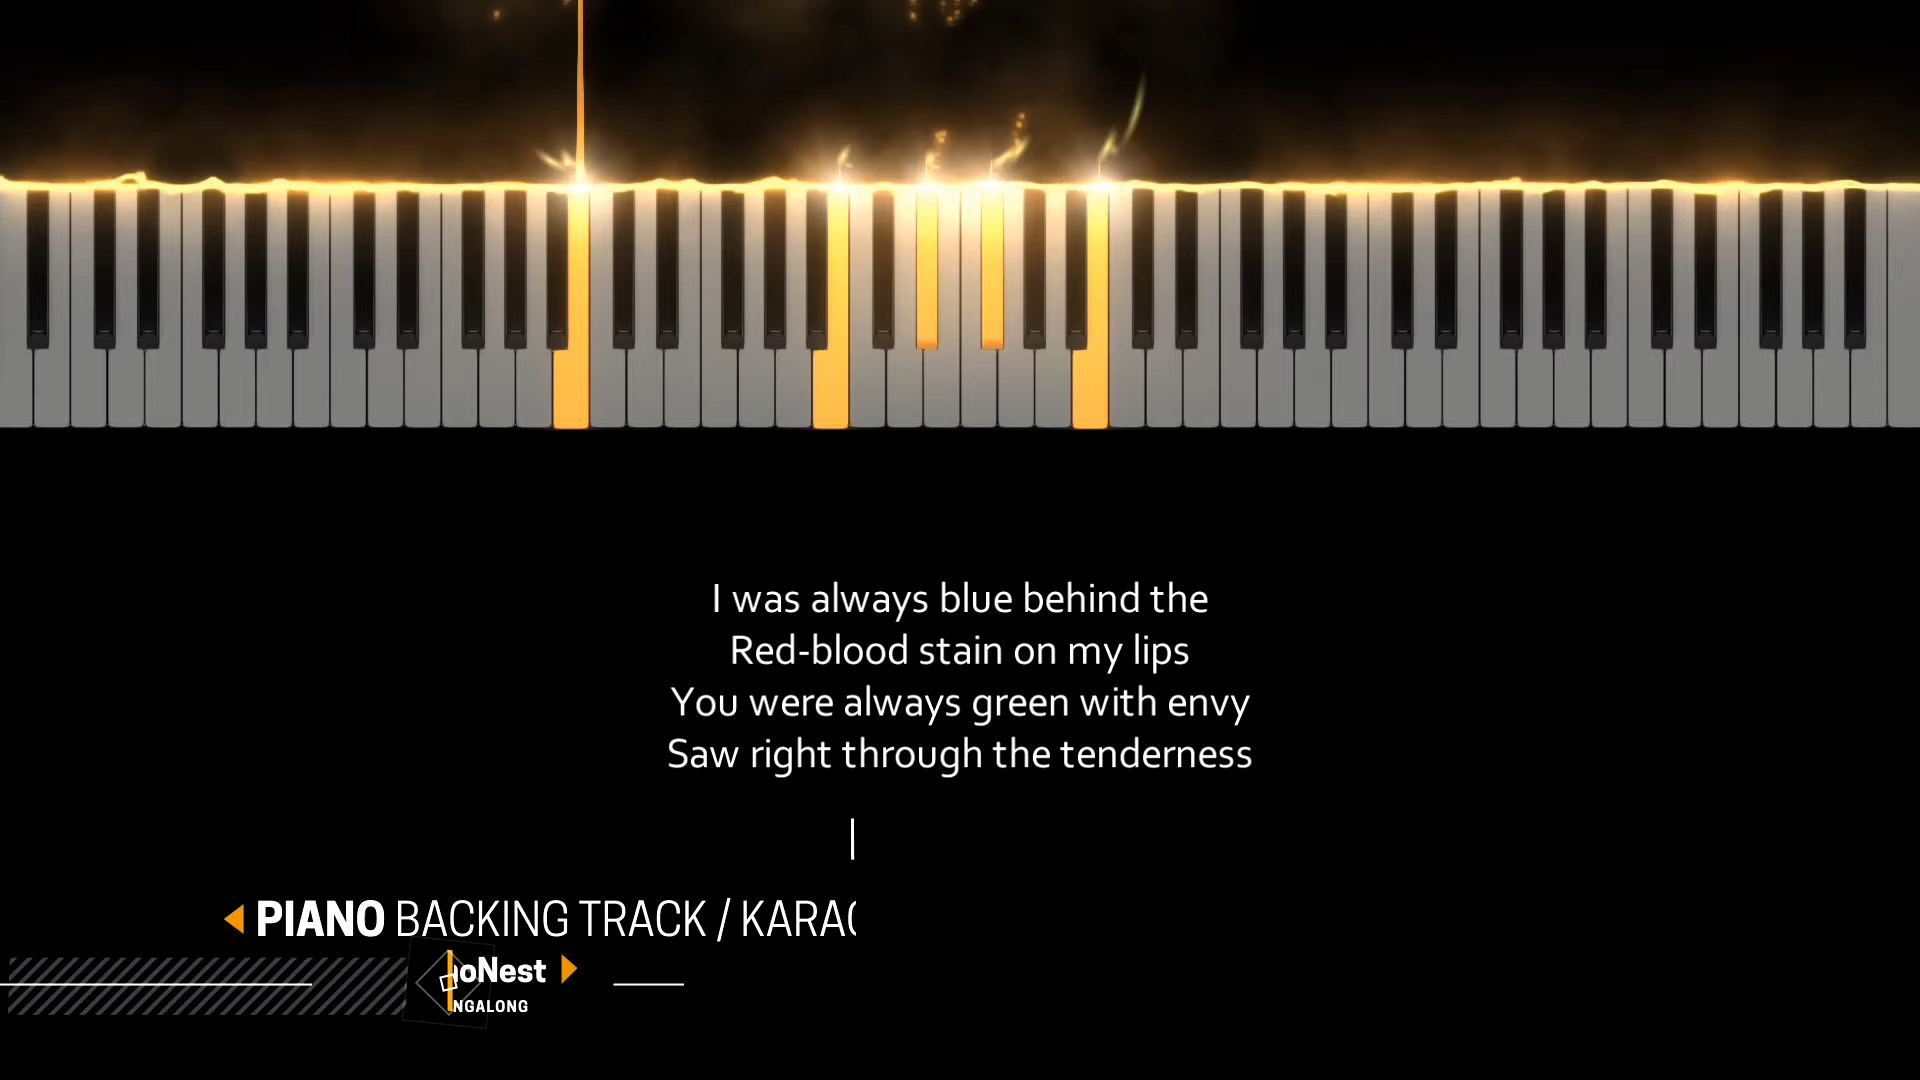 I was always blue behind the
Red-blood stain on my lips
You were always green with envy
Saw right through the tenderness
PIANO BACKING TRACK / KARAO
oNest
NGALONG